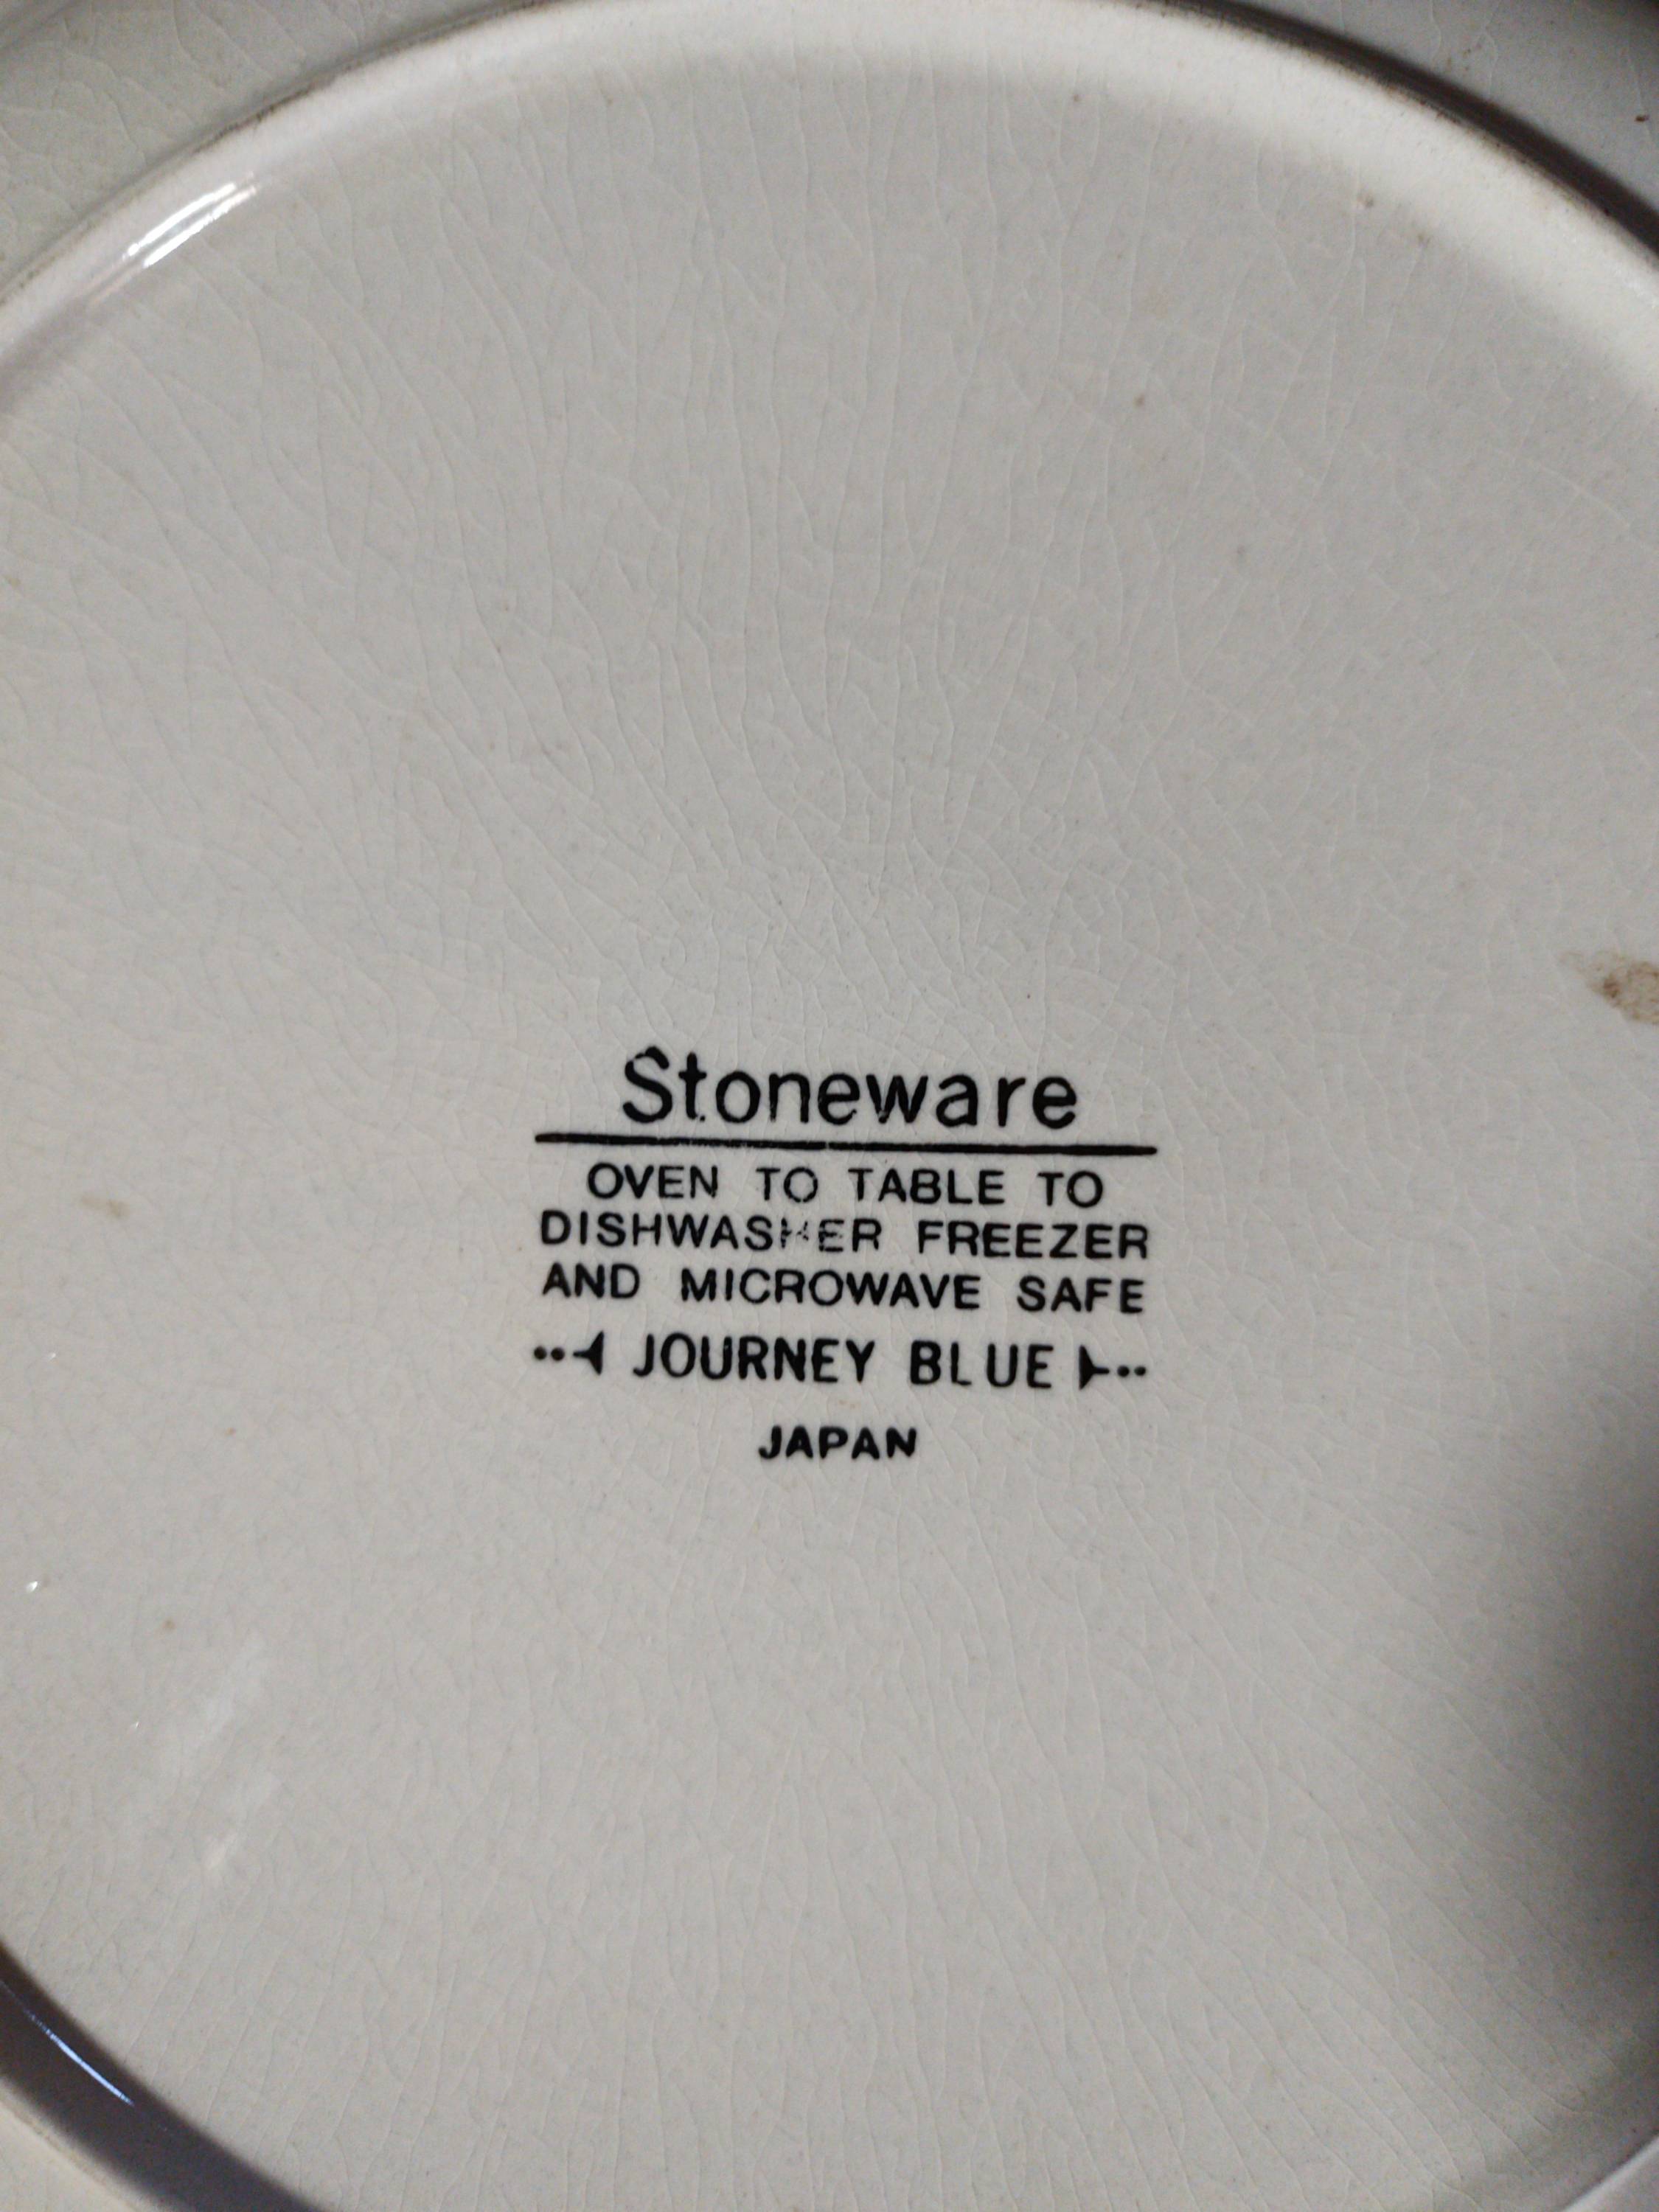 Stoneware
OVEN TO TABLE TO
DISHWASHER FREEZER
AND MICROWAVE SAFE
JOURNEY BLUE
JAPAN